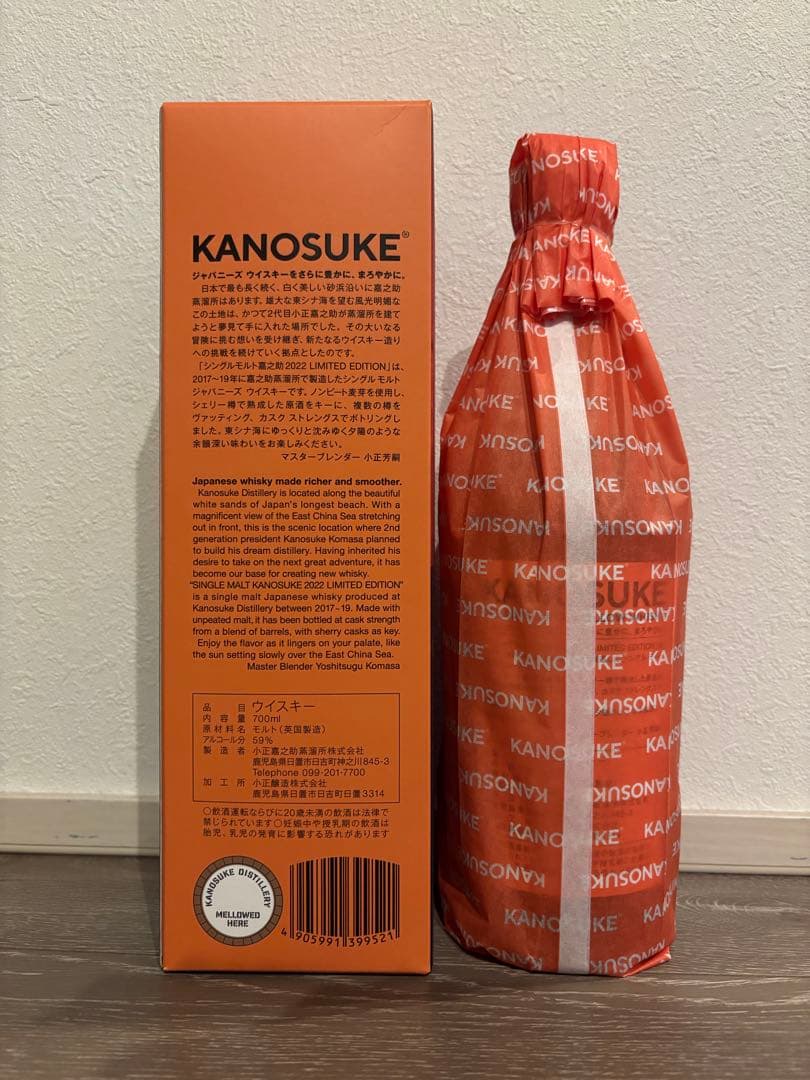 KANOSUKE®
ジャパニーズ ウイスキーをさらに豊かに、まろやかに。
日本で最も長く続く、白く美しい砂浜沿いに嘉之助
蒸溜所はあります。雄大な東シナ海を望む風光明媚な
この土地は、かつて2代目小正嘉之助が蒸溜所を建て
ようと夢見て手に入れた場所でした。その大いなる
冒険に挑む想いを受け継ぎ、新たなるウイスキー造り
への挑戦を続けていく拠点としたのです。
「シングルモルト嘉之助 2022 LIMITED EDITION」は、
2017~19年に嘉之助蒸溜所で製造したシングルモルト
ジャパニーズ ウイスキーです。ノンピート麦芽を使用し、
シェリー樽で熟成した原酒をキーに、複数の樽を
ヴァッティング、カスク ストレングスでボトリングし
ました。東シナ海にゆっくりと沈みゆく夕陽のような
余韻深い味わいをお楽しみください。
マスターブレンダー 小正芳嗣
Japanese whisky made richer and smoother.
Kanosuke Distillery is located along the beautiful
white sands of Japan's longest beach. With a
magnificent view of the East China Sea stretching
out in front, this is the scenic location where 2nd
generation president Kanosuke Komasa planned
to build his dream distillery. Having inherited his
desire to take on the next great adventure, it has
become our base for creating new whisky.
"SINGLE MALT KANOSUKE 2022 LIMITED EDITION"
is a single malt Japanese whisky produced at
Kanosuke Distillery between 2017~19. Made with
unpeated malt, it has been bottled at cask strength
from a blend of barrels, with sherry casks as key.
Enjoy the flavor as it lingers on your palate, like
the sun setting slowly over the East China Sea.
Master Blender Yoshitsugu Komasa
品目 ウイスキー
内容量 700ml
原材料名 モルト(英国製造)
アルコール分 59%
製造者 小正嘉之助蒸溜所株式会社
鹿児島県日置市日吉町神之川845-3
Telephone 099-201-7700
加工所 小正醸造株式会社
鹿児島県日置市日吉町日置3314
○飲酒運転ならびに20歳未満の飲酒は法律で
禁じられています○妊娠中や授乳期の飲酒は
胎児、乳児の発育に影響する恐れがあります
KANOSUKE DISTILLERY
MELLOWED
HERE
4 905991 399521
KANOSUKE
KANOSUKE
KANOSUKE
KANOSUKE
KANOSUKE
KANOSUKE
KANOSUKE
KANOSUKE
KANOSUKE